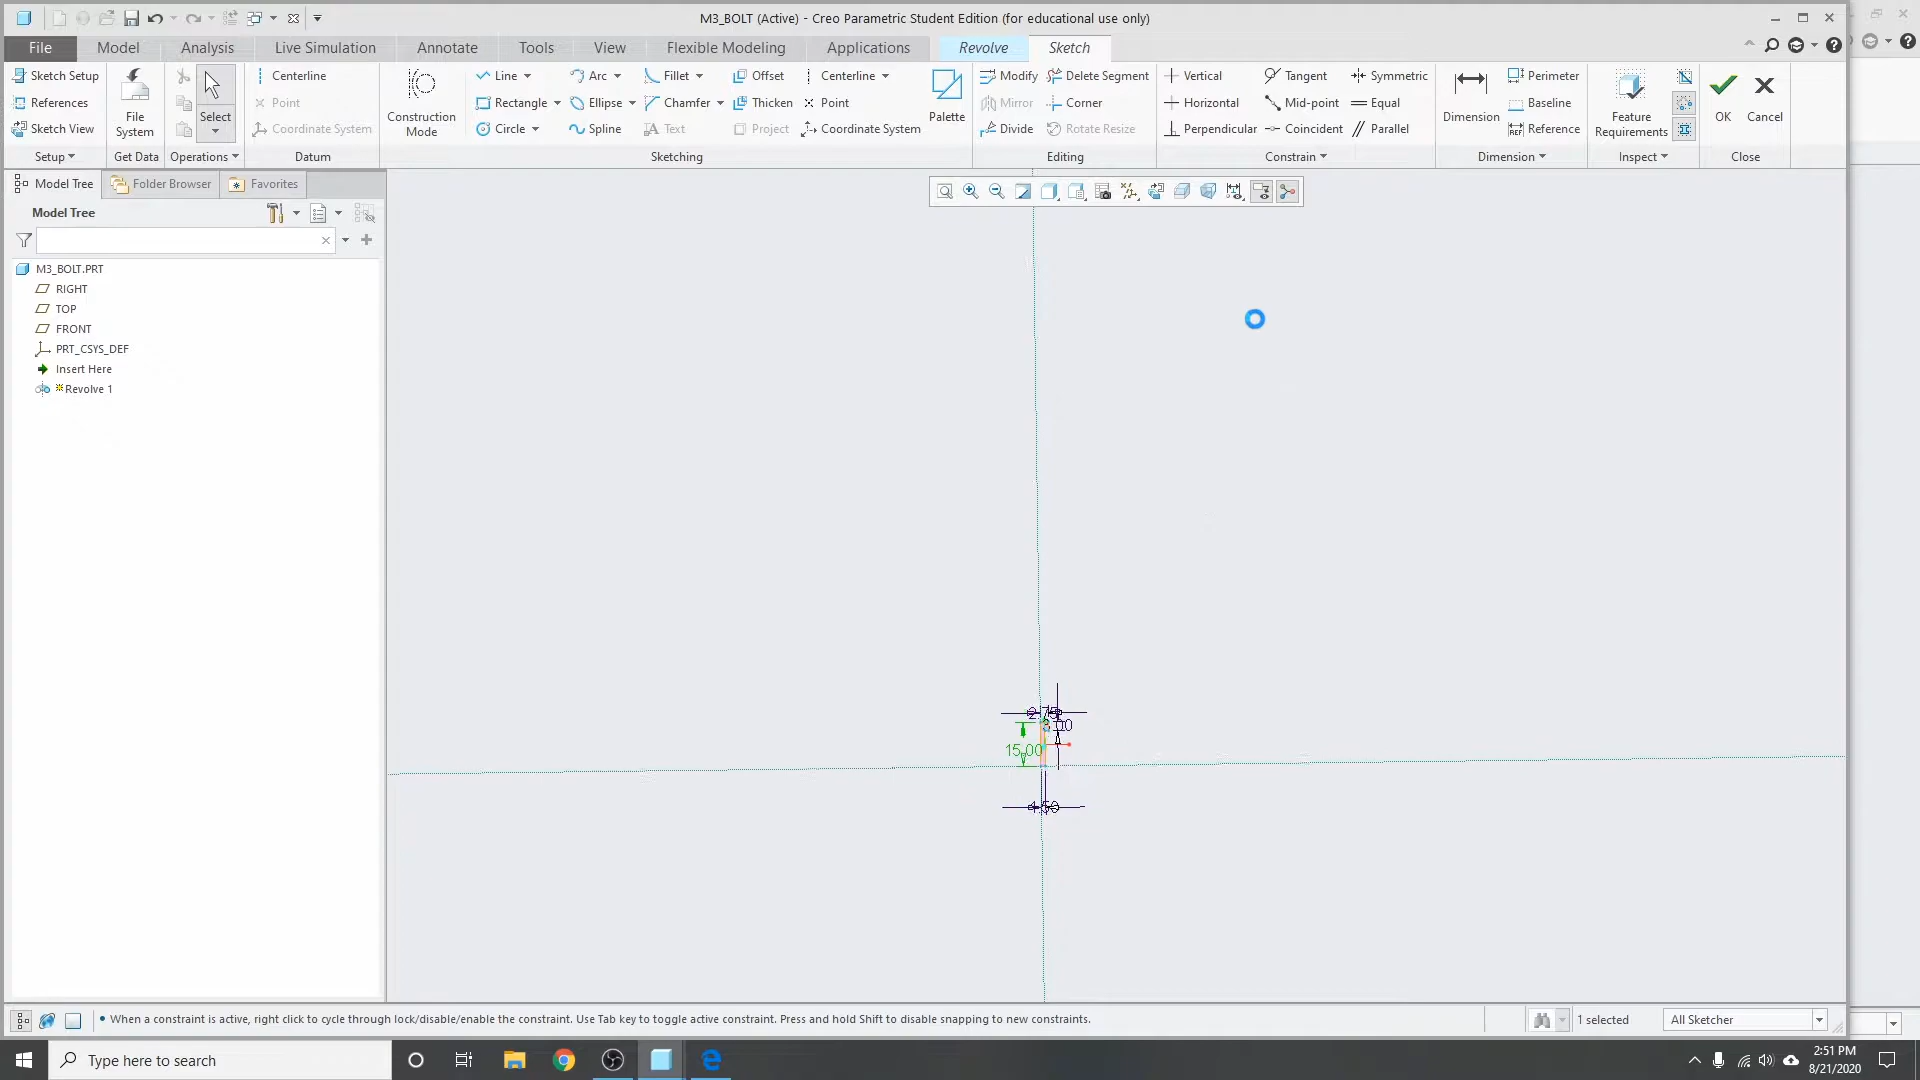 M3_BOLT (Active) - Creo Parametric Student Edition (for educational use only)
File Model Analysis Live Simulation Annotate Tools View Flexible Modeling Applications Revolve Sketch
Sketch Setup
References
Sketch View
Setup
File System
Get Data
Select
Operations
Centerline
Point
Coordinate System
Datum
Construction Mode
Line Arc Fillet Offset Centerline
Rectangle Ellipse Chamfer Thicken Point
Circle Spline Text Project Coordinate System
Palette
Sketching
Modify Delete Segment
Mirror Corner
Divide Rotate Resize
Editing
Vertical Tangent Symmetric
Horizontal Mid-point Equal
Perpendicular Coincident Parallel
Constrain
Dimension
Perimeter
Baseline
Reference
Dimension
Feature Requirements
Inspect
OK Cancel
Close
Model Tree Folder Browser Favorites
Model Tree
M3_BOLT.PRT
RIGHT
TOP
FRONT
PRT_CSYS_DEF
Insert Here
Revolve 1
15.00
When a constraint is active, right click to cycle through lock/disable/enable the constraint. Use Tab key to toggle active constraint. Press and hold Shift to disable snapping to new constraints.
1 selected
All Sketcher
Type here to search
2:51 PM
8/21/2020